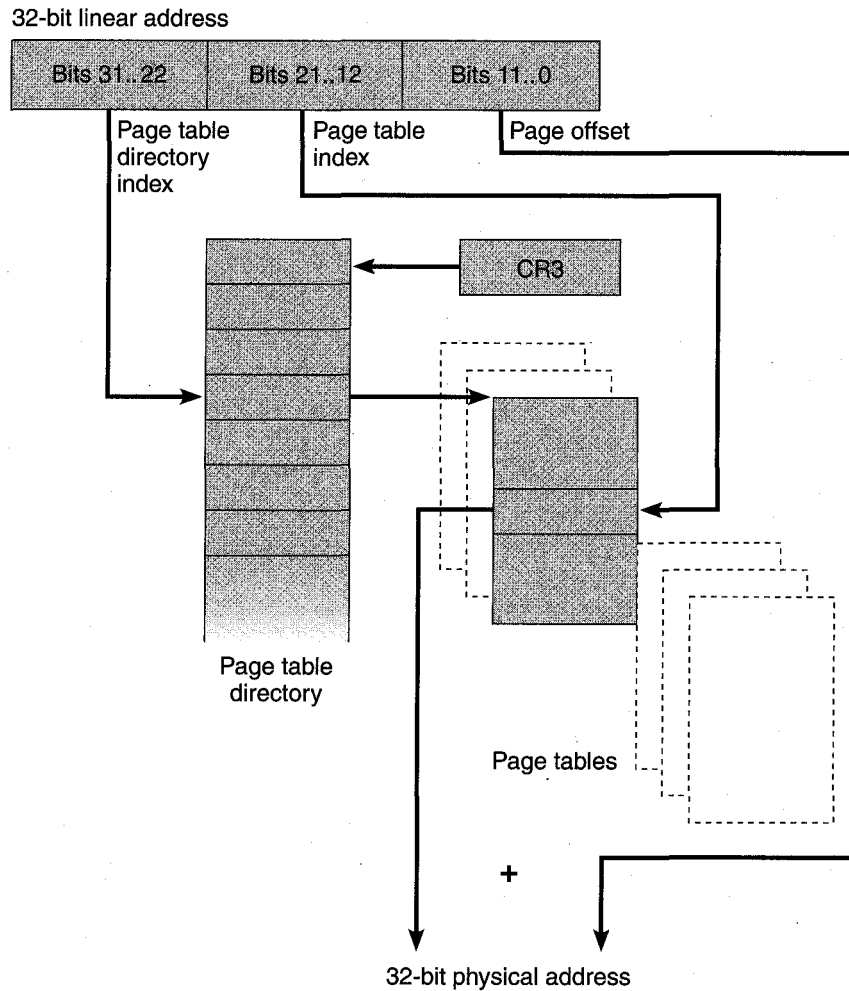 32-bit linear address
Bits 31..22
Bits 21..12
Bits 11..0
Page table
directory
index
Page table
index
Page offset
CR3
Page table
directory
Page tables
+
32-bit physical address